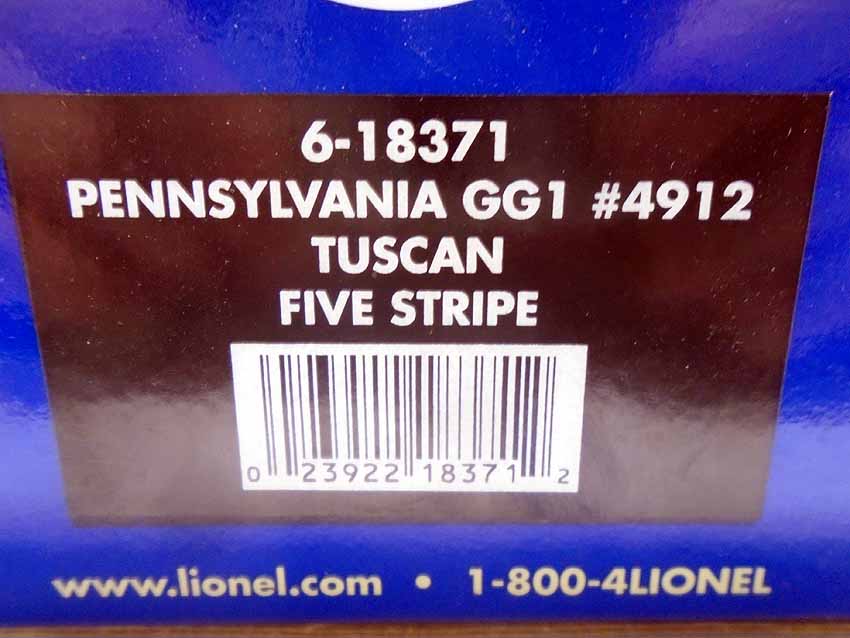 6-18371
PENNSYLVANIA GG1 #4912
TUSCAN
FIVE STRIPE
0 23922 18371 2
www.lionel.com • 1-800-4LIONEL